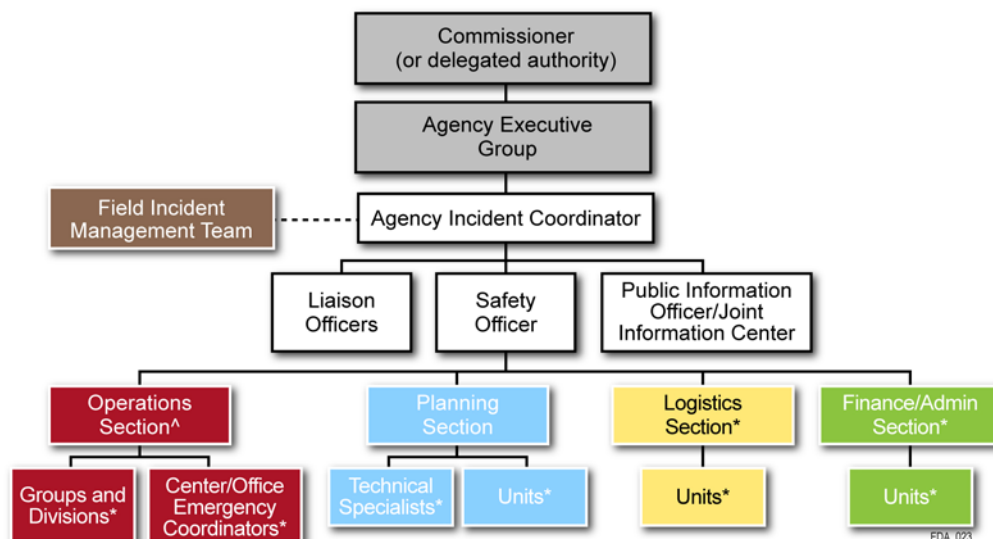 Commissioner
(or delegated authority)
Agency Executive
Group
Field Incident
Management Team
Agency Incident Coordinator
Liaison
Officers
Safety
Officer
Public Information
Officer/Joint
Information Center
Operations
Section^
Planning
Section
Logistics
Section*
Finance/Admin
Section*
Groups and
Divisions*
Center/Office
Emergency
Coordinators*
Technical
Specialists*
Units*
Units*
Units*
FDA_023